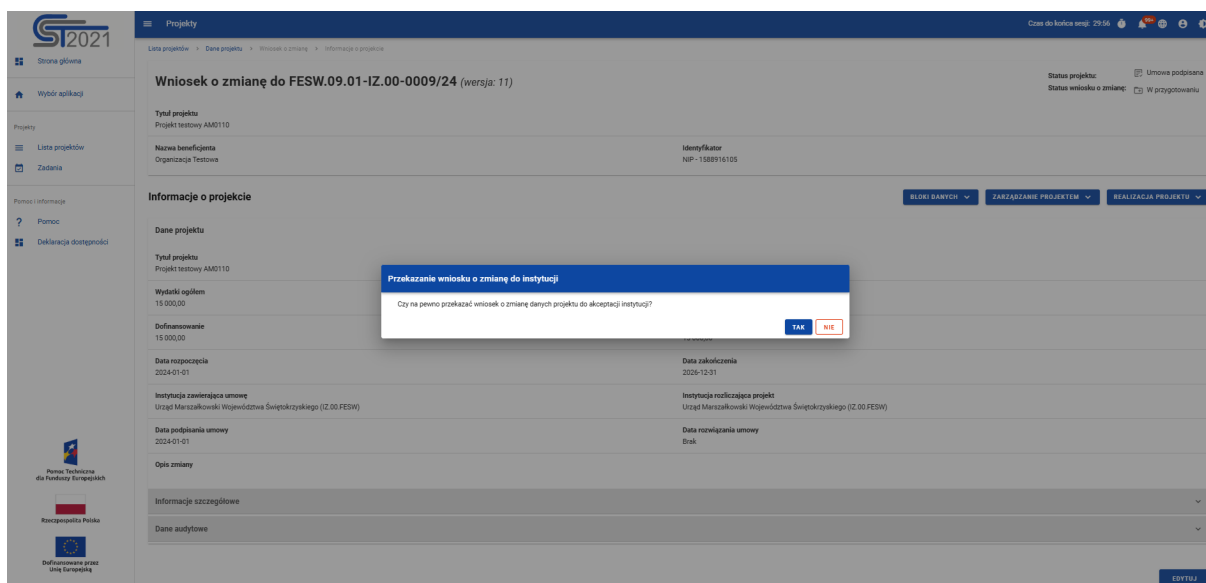 ST2021
Projekty
Czas do końca sesji: 29:56
99+
Lista projektów > Dane projektu > Wniosek o zmianę > Informacje o projekcie
Strona główna
Wybór aplikacji
Projekty
Lista projektów
Zadania
Pomoc i informacje
Pomoc
Deklaracja dostępności
Wniosek o zmianę do FESW.09.01-IZ.00-0009/24 (wersja: 11)
Status projektu: Umowa podpisana
Status wniosku o zmianę: W przygotowaniu
Tytuł projektu
Projekt testowy AM0110
Nazwa beneficjenta Identyfikator
Organizacja Testowa NIP - 1588916105
Informacje o projekcie
BLOKI DANYCH ZARZĄDZANIE PROJEKTEM REALIZACJA PROJEKTU
Dane projektu
Tytuł projektu
Projekt testowy AM0110
Przekazanie wniosku o zmianę do instytucji
Czy na pewno przekazać wniosek o zmianę danych projektu do akceptacji instytucji?
TAK NIE
Wydatki ogółem
15 000,00
Dofinansowanie
15 000,00
Data rozpoczęcia Data zakończenia
2024-01-01 2026-12-31
Instytucja zawierająca umowę Instytucja rozliczająca projekt
Urząd Marszałkowski Województwa Świętokrzyskiego (IZ.00.FESW) Urząd Marszałkowski Województwa Świętokrzyskiego (IZ.00.FESW)
Data podpisania umowy Data rozwiązania umowy
2024-01-01 Brak
Opis zmiany
Informacje szczegółowe
Dane audytowe
EDYTUJ
Pomoc Techniczna
dla Funduszy Europejskich
Rzeczpospolita Polska
Dofinansowane przez
Unię Europejską